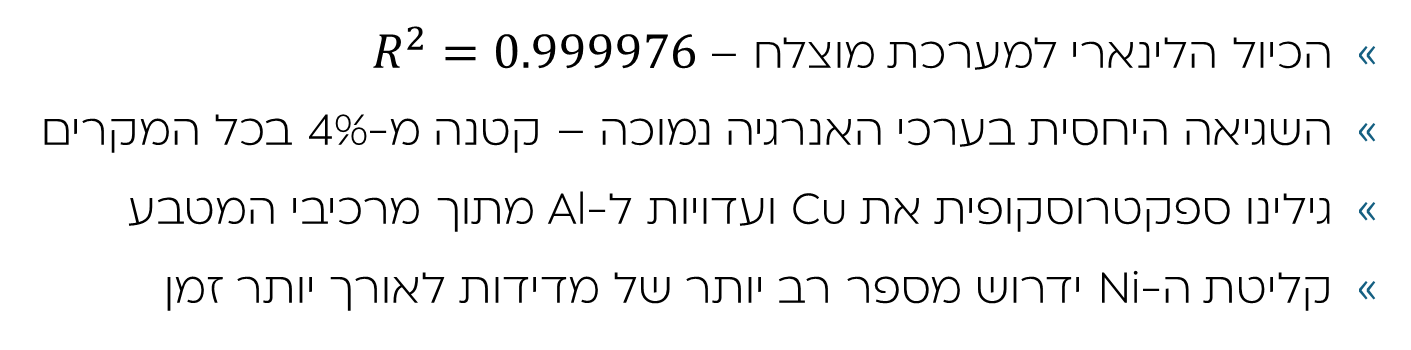 » הכיול הלינארי למערכת מוצלח – R² = 0.999976
» השגיאה היחסית בערכי האנרגיה נמוכה – קטנה מ-4% בכל המקרים
» גילינו ספקטרוסקופית את Cu ועדויות ל-Al מתוך מרכיבי המטבע
» קליטת ה-Ni ידרוש מספר רב יותר של מדידות לאורך יותר זמן